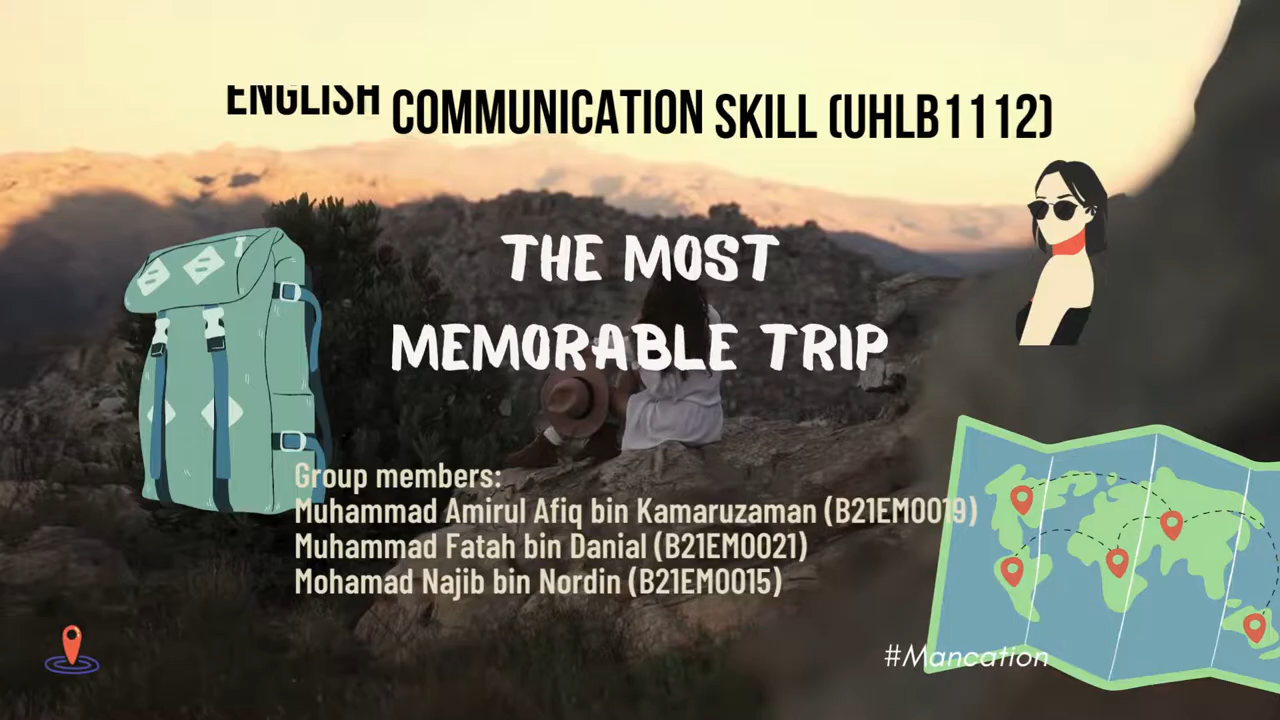 ENGLISH COMMUNICATION SKILL (UHLB1112)
THE MOST
MEMORABLE TRIP
Group members:
Muhammad Amirul Afiq bin Kamaruzaman (B21EM0019)
Muhammad Fatah bin Danial (B21EM0021)
Mohamad Najib bin Nordin (B21EM0015)
#Mancation